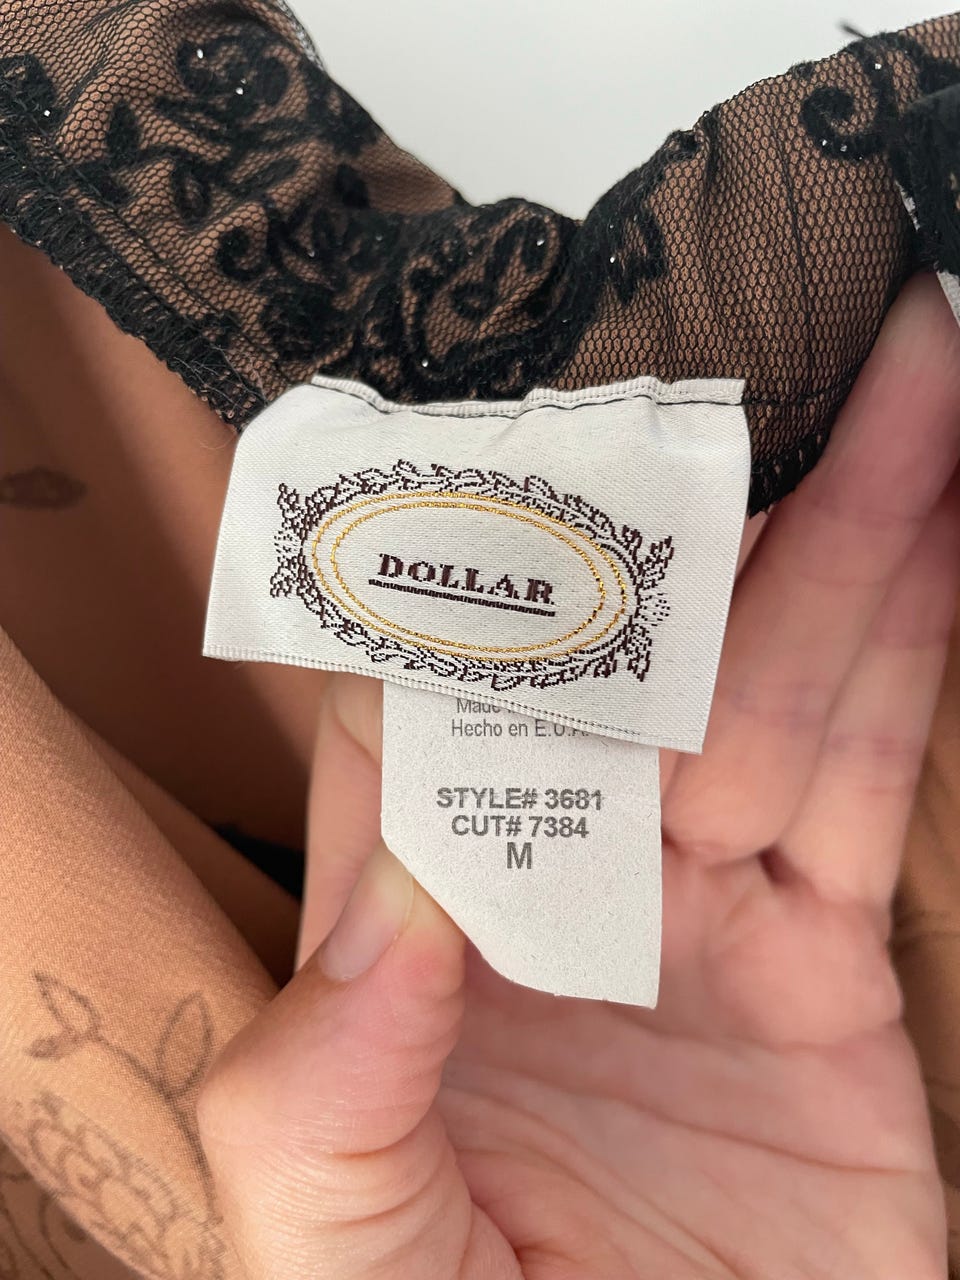 DOLLAR
Made
Hecho en
STYLE# 3681
CUT# 7384
M